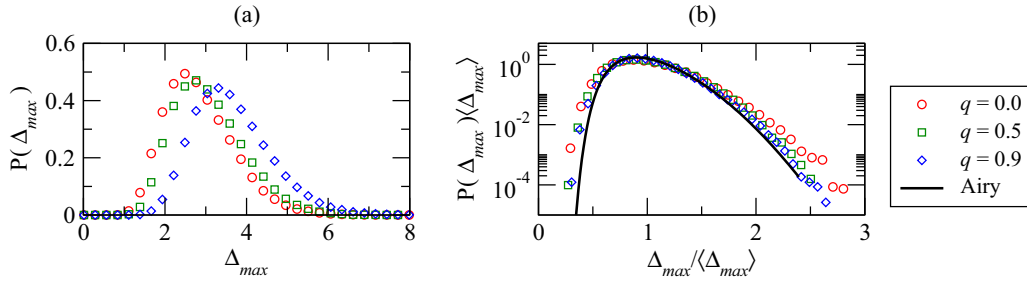 (a)
0.6
0.4
0.2
0
P(Δmax)
0 2 4 6 8
Δmax
(b)
10^0
10^-2
10^-4
P(Δmax)⟨Δmax⟩
0 1 2 3
Δmax/⟨Δmax⟩
q = 0.0
q = 0.5
q = 0.9
Airy